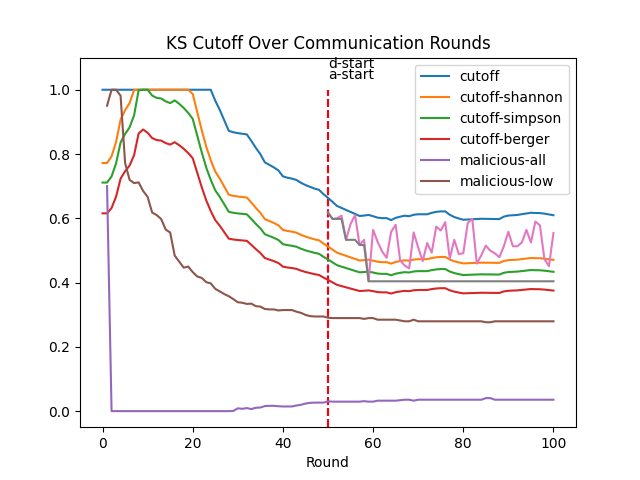 KS Cutoff Over Communication Rounds
d-start
a-start
cutoff
cutoff-shannon
cutoff-simpson
cutoff-berger
malicious-all
malicious-low
1.0
0.8
0.6
0.4
0.2
0.0
0 20 40 60 80 100
Round